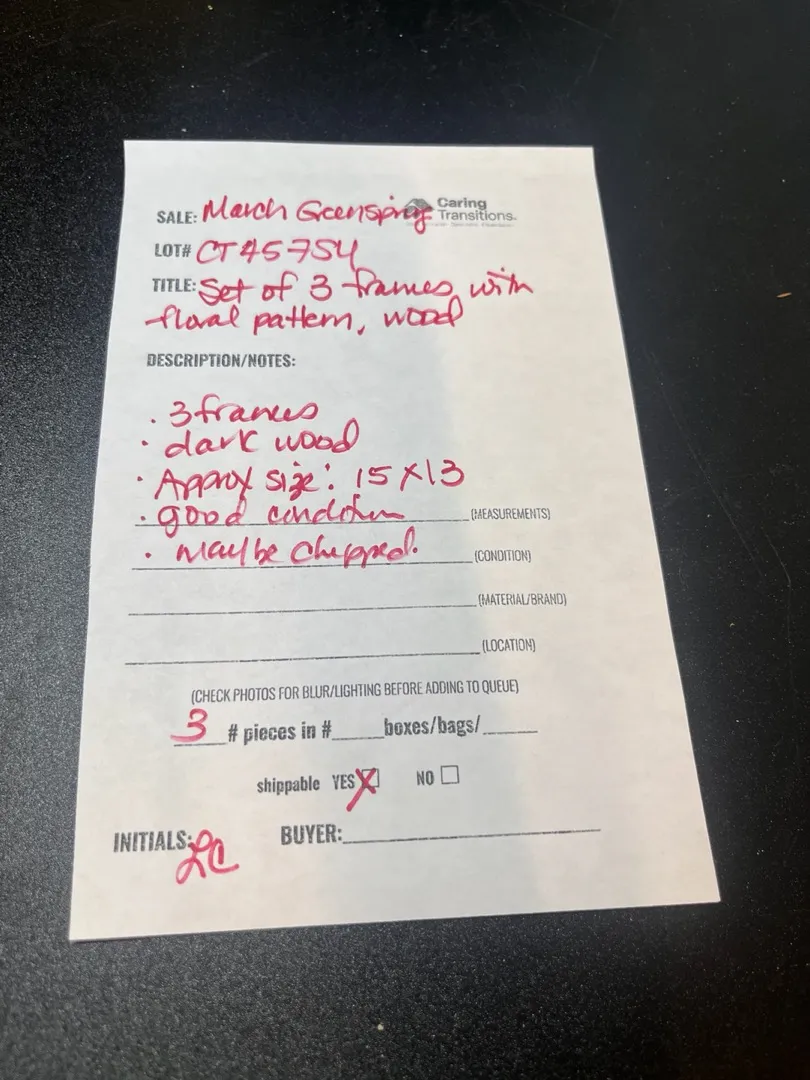 Caring
SALE: March Greenspring Transitions.
LOT# CT45754
TITLE: Set of 3 frames, with
floral pattern, wood
DESCRIPTION/NOTES:
· 3 frames
· dark wood
· Approx size: 15 x 13
· good condition (MEASUREMENTS)
· may be chipped. (CONDITION)
(MATERIAL/BRAND)
(LOCATION)
(CHECK PHOTOS FOR BLUR/LIGHTING BEFORE ADDING TO QUEUE)
3 # pieces in #____boxes/bags/____
shippable YES X NO
INITIALS: LC BUYER: